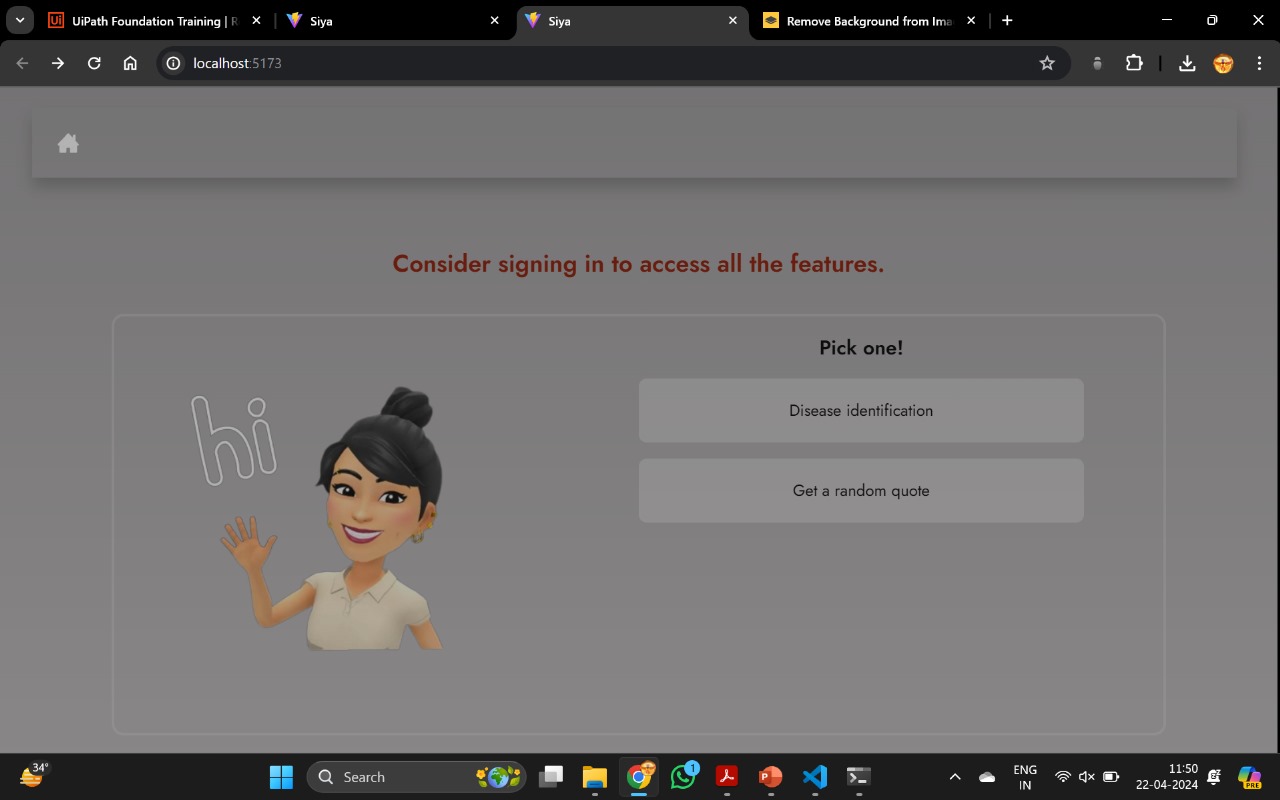 UiPath Foundation Training | R
Siya
Siya
Remove Background from Ima
localhost:5173
Consider signing in to access all the features.
hi
Pick one!
Disease identification
Get a random quote
34°
Search
1
ENG
IN
11:50
22-04-2024
PRE